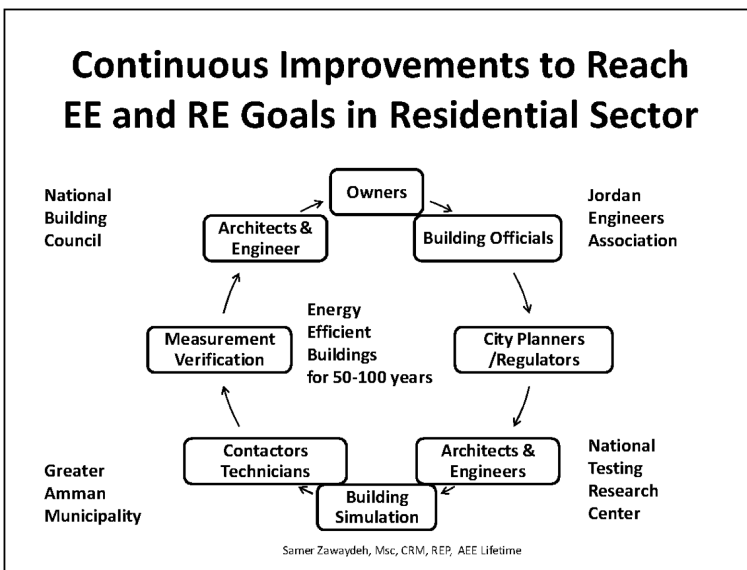 Continuous Improvements to Reach
EE and RE Goals in Residential Sector
National
Building
Council
Owners
Jordan
Engineers
Association
Architects &
Engineer
Building Officials
Measurement
Verification
Energy
Efficient
Buildings
for 50-100 years
City Planners
/Regulators
Contactors
Technicians
Architects &
Engineers
Building
Simulation
Greater
Amman
Municipality
National
Testing
Research
Center
Samer Zawaydeh, Msc, CRM, REP, AEE Lifetime